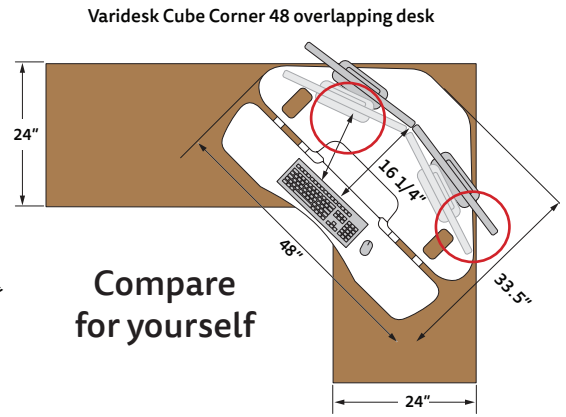 Varidesk Cube Corner 48 overlapping desk
24"
16 1/4"
48"
33.5"
Compare
for yourself
24"